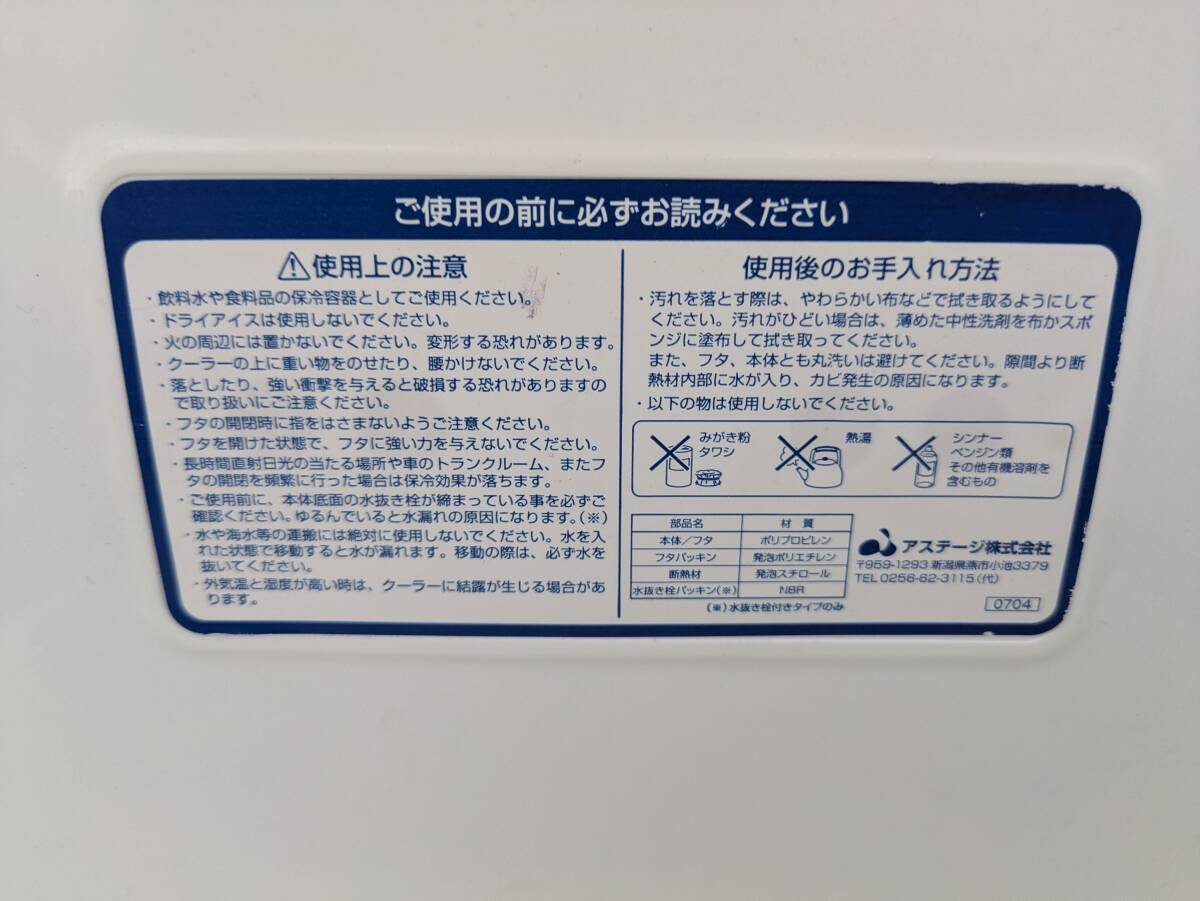 ご使用の前に必ずお読みください
⚠使用上の注意
・飲料水や食料品の保冷容器としてご使用ください。
・ドライアイスは使用しないでください。
・火の周辺には置かないでください。変形する恐れがあります。
・クーラーの上に重い物をのせたり、腰かけないでください。
・落としたり、強い衝撃を与えると破損する恐れがありますの
で取り扱いにご注意ください。
・フタの開閉時に指をはさまないようご注意ください。
・フタを開けた状態で、フタに強い力を与えないでください。
・長時間直射日光の当たる場所や車のトランクルーム、またフ
タの開閉を頻繁に行った場合は保冷効果が落ちます。
・ご使用前に、本体底面の水抜き栓が締まっている事を必ずご
確認ください。ゆるんでいると水漏れの原因になります。(※)
・水や海水等の運搬には絶対に使用しないでください。水を入
れた状態で移動すると水が漏れます。移動の際は、必ず水を
抜いてください。
・外気温と湿度が高い時は、クーラーに結露が生じる場合があ
ります。
使用後のお手入れ方法
・汚れを落とす際は、やわらかい布などで拭き取るようにして
ください。汚れがひどい場合は、薄めた中性洗剤を布かスポ
ンジに塗布して拭き取ってください。
また、フタ、本体とも丸洗いは避けてください。隙間より断
熱材内部に水が入り、カビ発生の原因になります。
・以下の物は使用しないでください。
みがき粉
タワシ
熱湯
シンナー
ベンジン類
その他有機溶剤を
含むもの
部品名 材質
本体/フタ ポリプロピレン
フタパッキン 発泡ポリエチレン
断熱材 発泡スチロール
水抜き栓パッキン(※) NBR
(※)水抜き栓付きタイプのみ
アステージ株式会社
〒959-1293 新潟県燕市小池3379
TEL 0256-62-3115(代)
0704